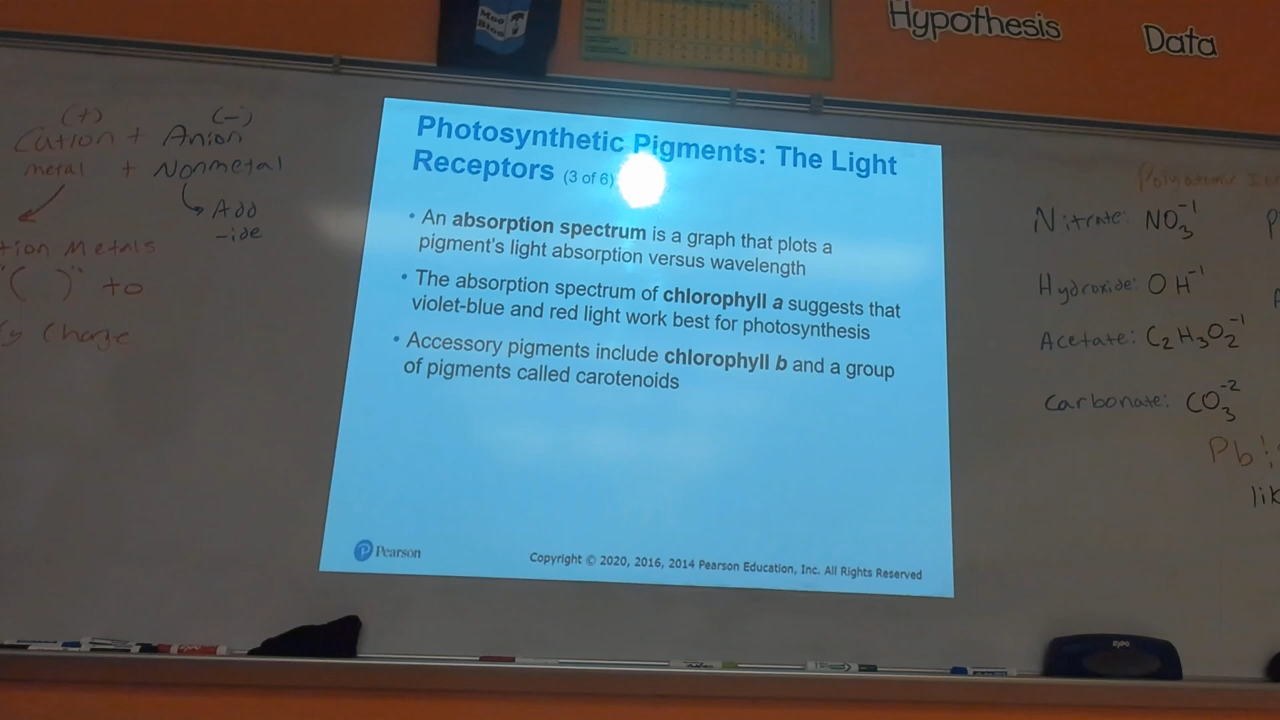 Hypothesis
Data
(+) (-)
Cation + Anion
metal + Nonmetal
Add
-ide
tion Metals
"( )" to
Charge
Photosynthetic Pigments: The Light
Receptors (3 of 6)
• An absorption spectrum is a graph that plots a
pigment's light absorption versus wavelength
• The absorption spectrum of chlorophyll a suggests that
violet-blue and red light work best for photosynthesis
• Accessory pigments include chlorophyll b and a group
of pigments called carotenoids
Pearson
Copyright © 2020, 2016, 2014 Pearson Education, Inc. All Rights Reserved
Polyatomic
Nitrate: NO₃⁻¹
Hydroxide: OH⁻¹
Acetate: C₂H₃O₂⁻¹
Carbonate: CO₃⁻²
Pb
expo